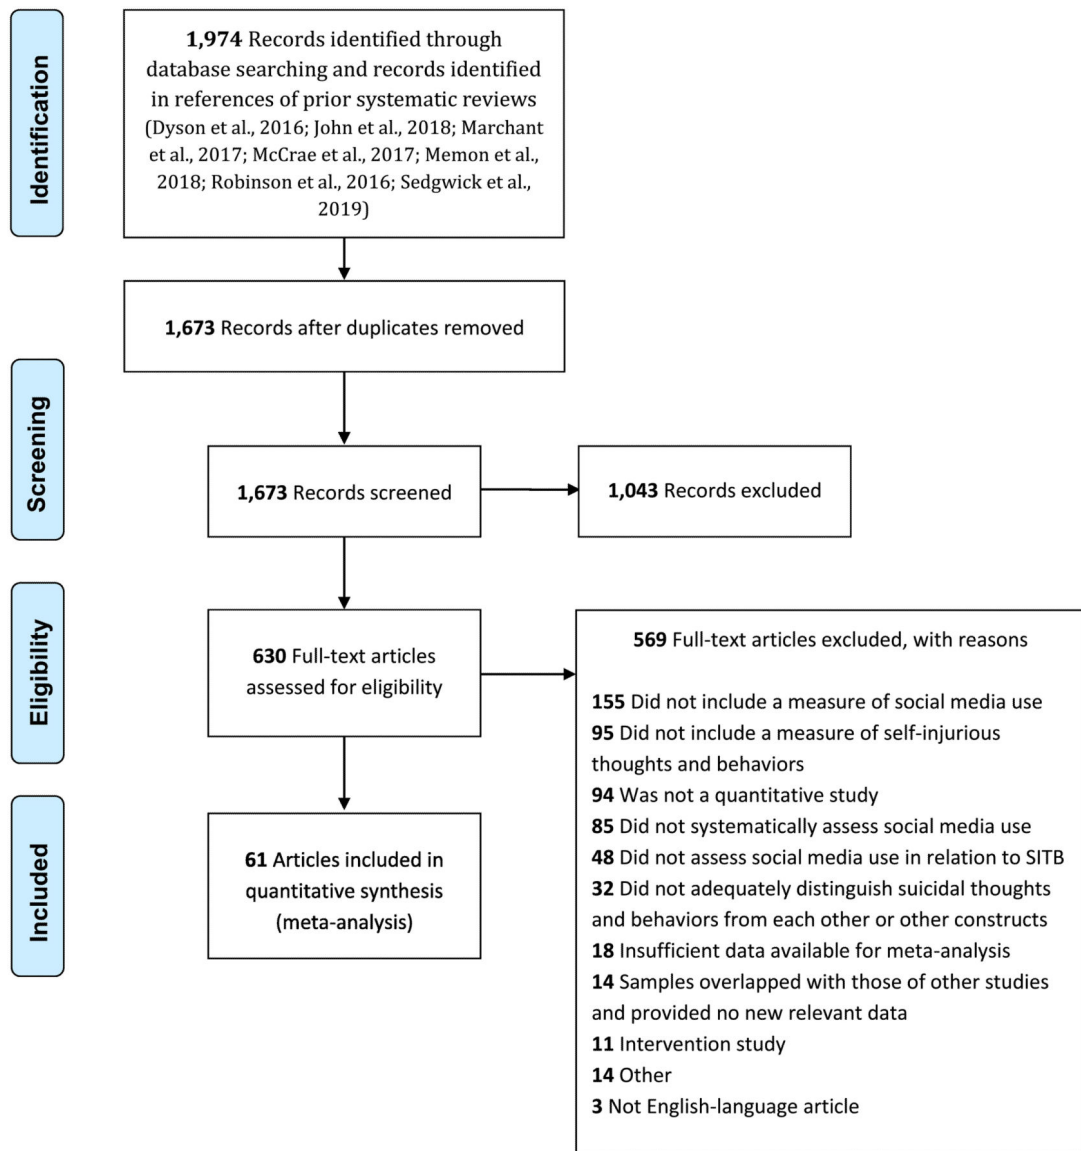 Identification
1,974 Records identified through
database searching and records identified
in references of prior systematic reviews
(Dyson et al., 2016; John et al., 2018; Marchant
et al., 2017; McCrae et al., 2017; Memon et al.,
2018; Robinson et al., 2016; Sedgwick et al.,
2019)
1,673 Records after duplicates removed
Screening
1,673 Records screened
1,043 Records excluded
Eligibility
630 Full-text articles
assessed for eligibility
569 Full-text articles excluded, with reasons
155 Did not include a measure of social media use
95 Did not include a measure of self-injurious
thoughts and behaviors
94 Was not a quantitative study
85 Did not systematically assess social media use
48 Did not assess social media use in relation to SITB
32 Did not adequately distinguish suicidal thoughts
and behaviors from each other or other constructs
18 Insufficient data available for meta-analysis
14 Samples overlapped with those of other studies
and provided no new relevant data
11 Intervention study
14 Other
3 Not English-language article
Included
61 Articles included in
quantitative synthesis
(meta-analysis)